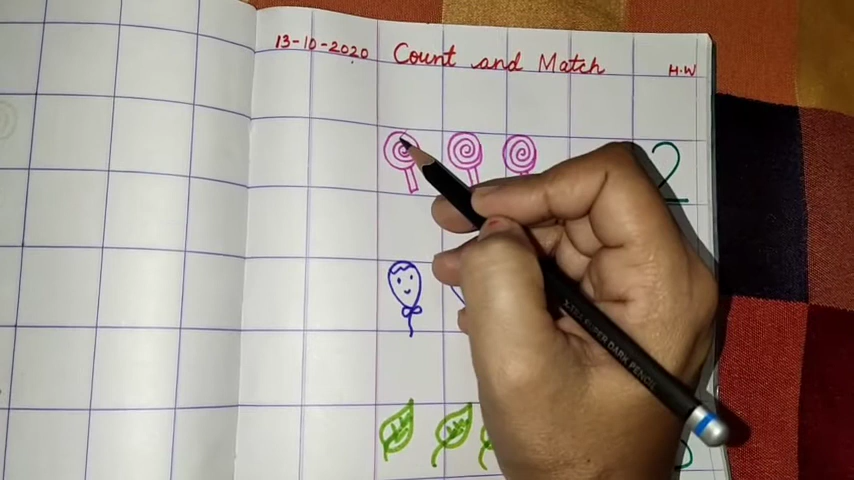 13-10-2020 Count and Match H.W
2
XTRA SUPER DARK PENCIL